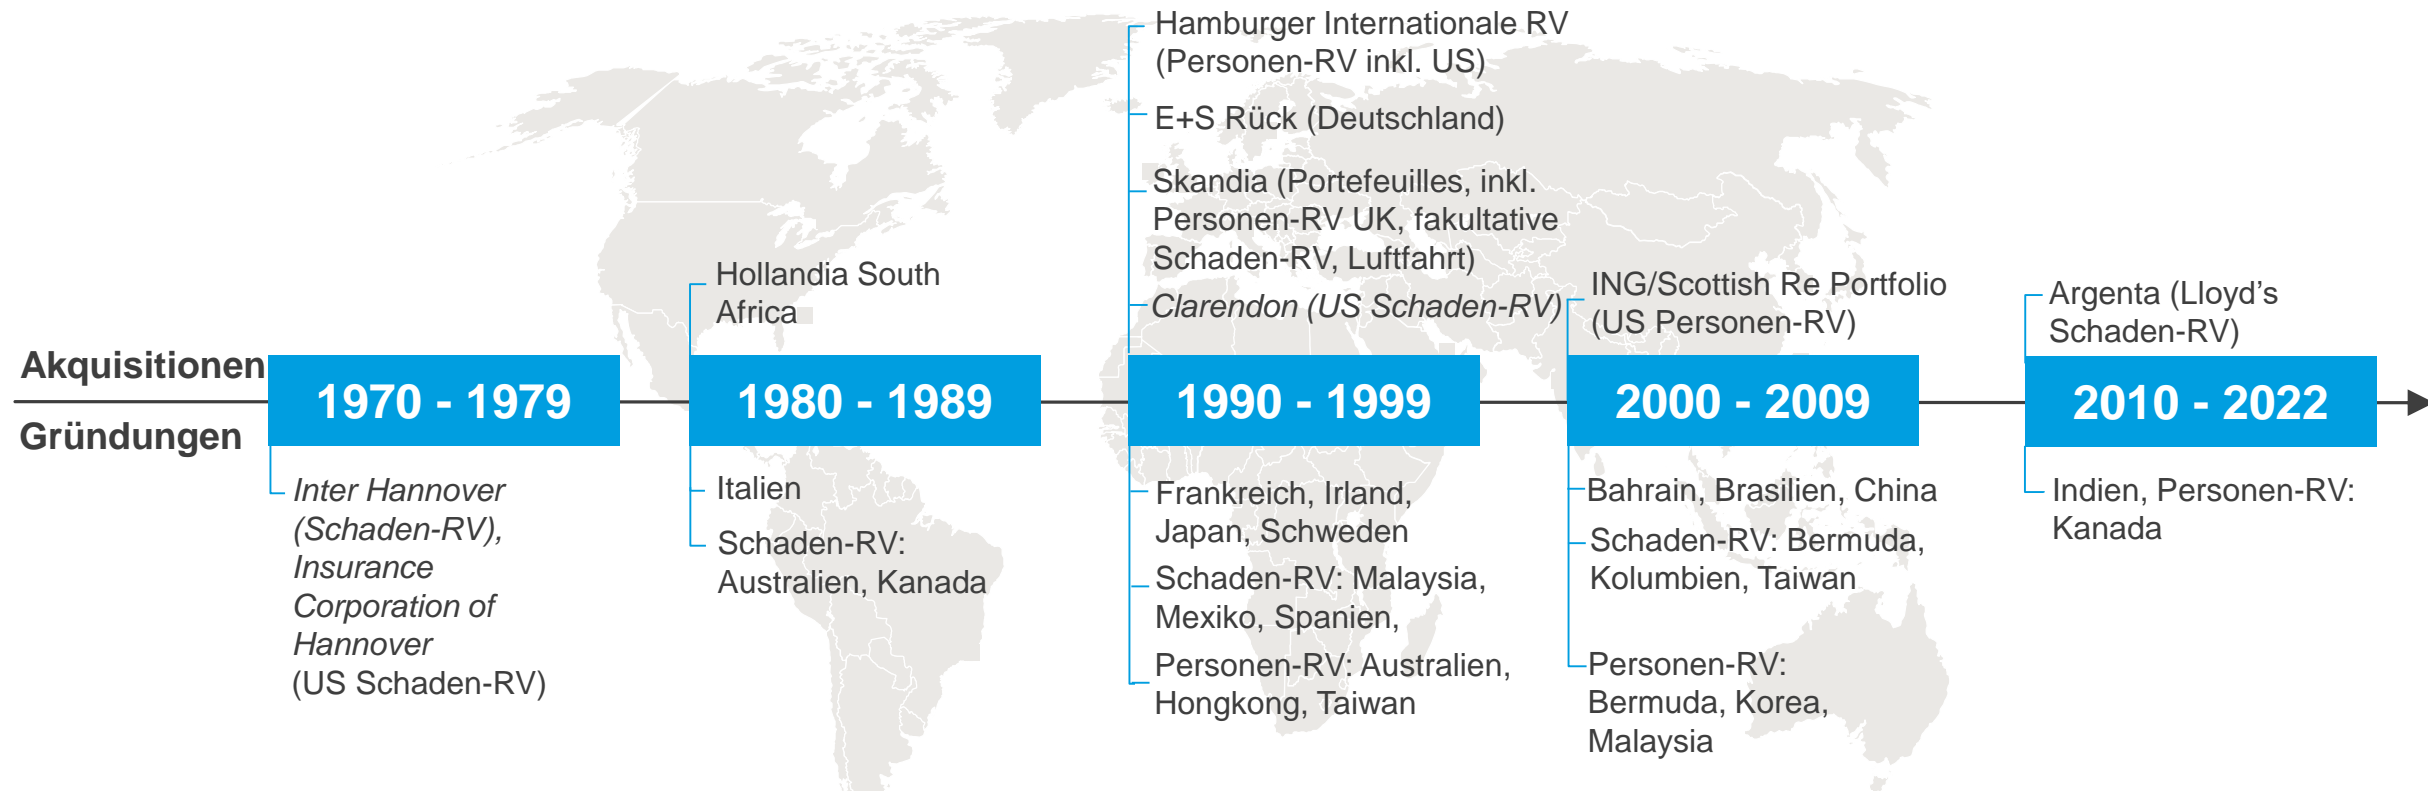 Akquisitionen
Gründungen
1970 - 1979
Inter Hannover
(Schaden-RV),
Insurance
Corporation of
Hannover
(US Schaden-RV)
Hollandia South
Africa
1980 - 1989
Italien
Schaden-RV:
Australien, Kanada
Hamburger Internationale RV
(Personen-RV inkl. US)
E+S Rück (Deutschland)
Skandia (Portefeuilles, inkl.
Personen-RV UK, fakultative
Schaden-RV, Luftfahrt)
Clarendon (US Schaden-RV)
1990 - 1999
Frankreich, Irland,
Japan, Schweden
Schaden-RV: Malaysia,
Mexiko, Spanien,
Personen-RV: Australien,
Hongkong, Taiwan
ING/Scottish Re Portfolio
(US Personen-RV)
2000 - 2009
Bahrain, Brasilien, China
Schaden-RV: Bermuda,
Kolumbien, Taiwan
Personen-RV:
Bermuda, Korea,
Malaysia
Argenta (Lloyd’s
Schaden-RV)
2010 - 2022
Indien, Personen-RV:
Kanada